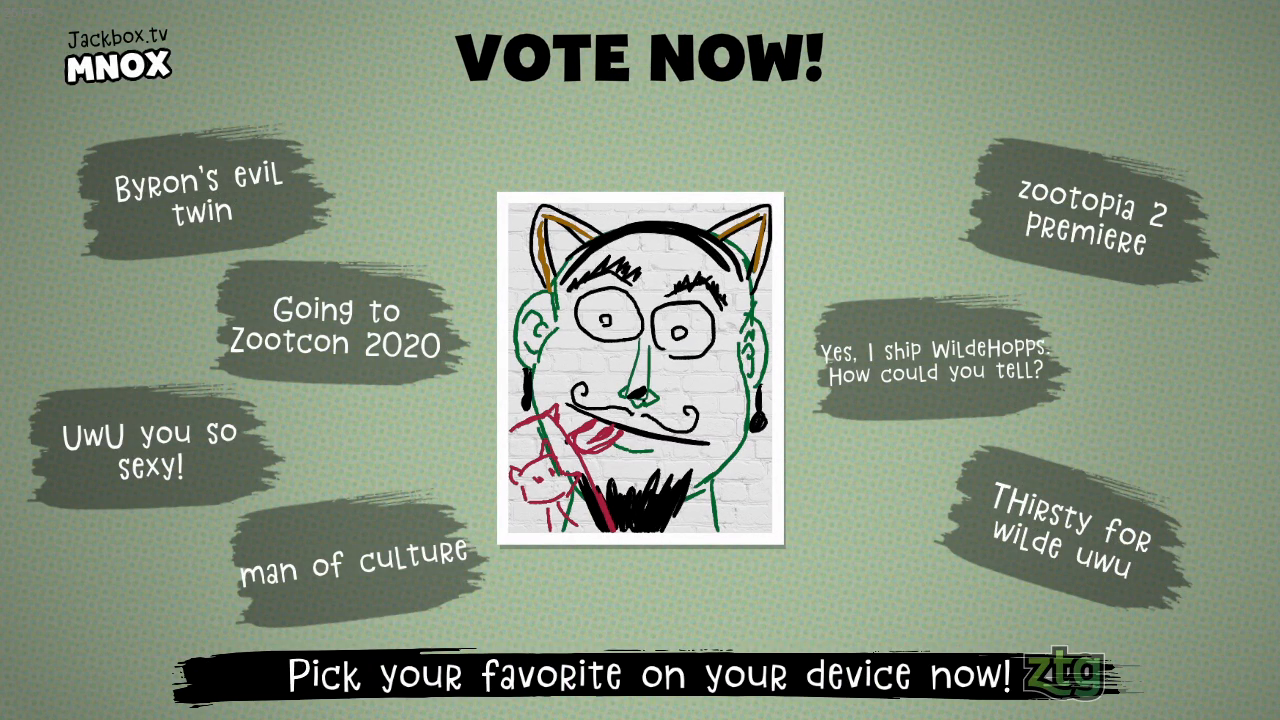 Jackbox.tv
MNOX
VOTE NOW!
Byron's evil
twin
Going to
Zootcon 2020
UwU you so
sexy!
man of culture
zootopia 2
premiere
Yes, I ship WildeHopps.
How could you tell?
THirsty for
wilde uwu
Pick your favorite on your device now!
ztg